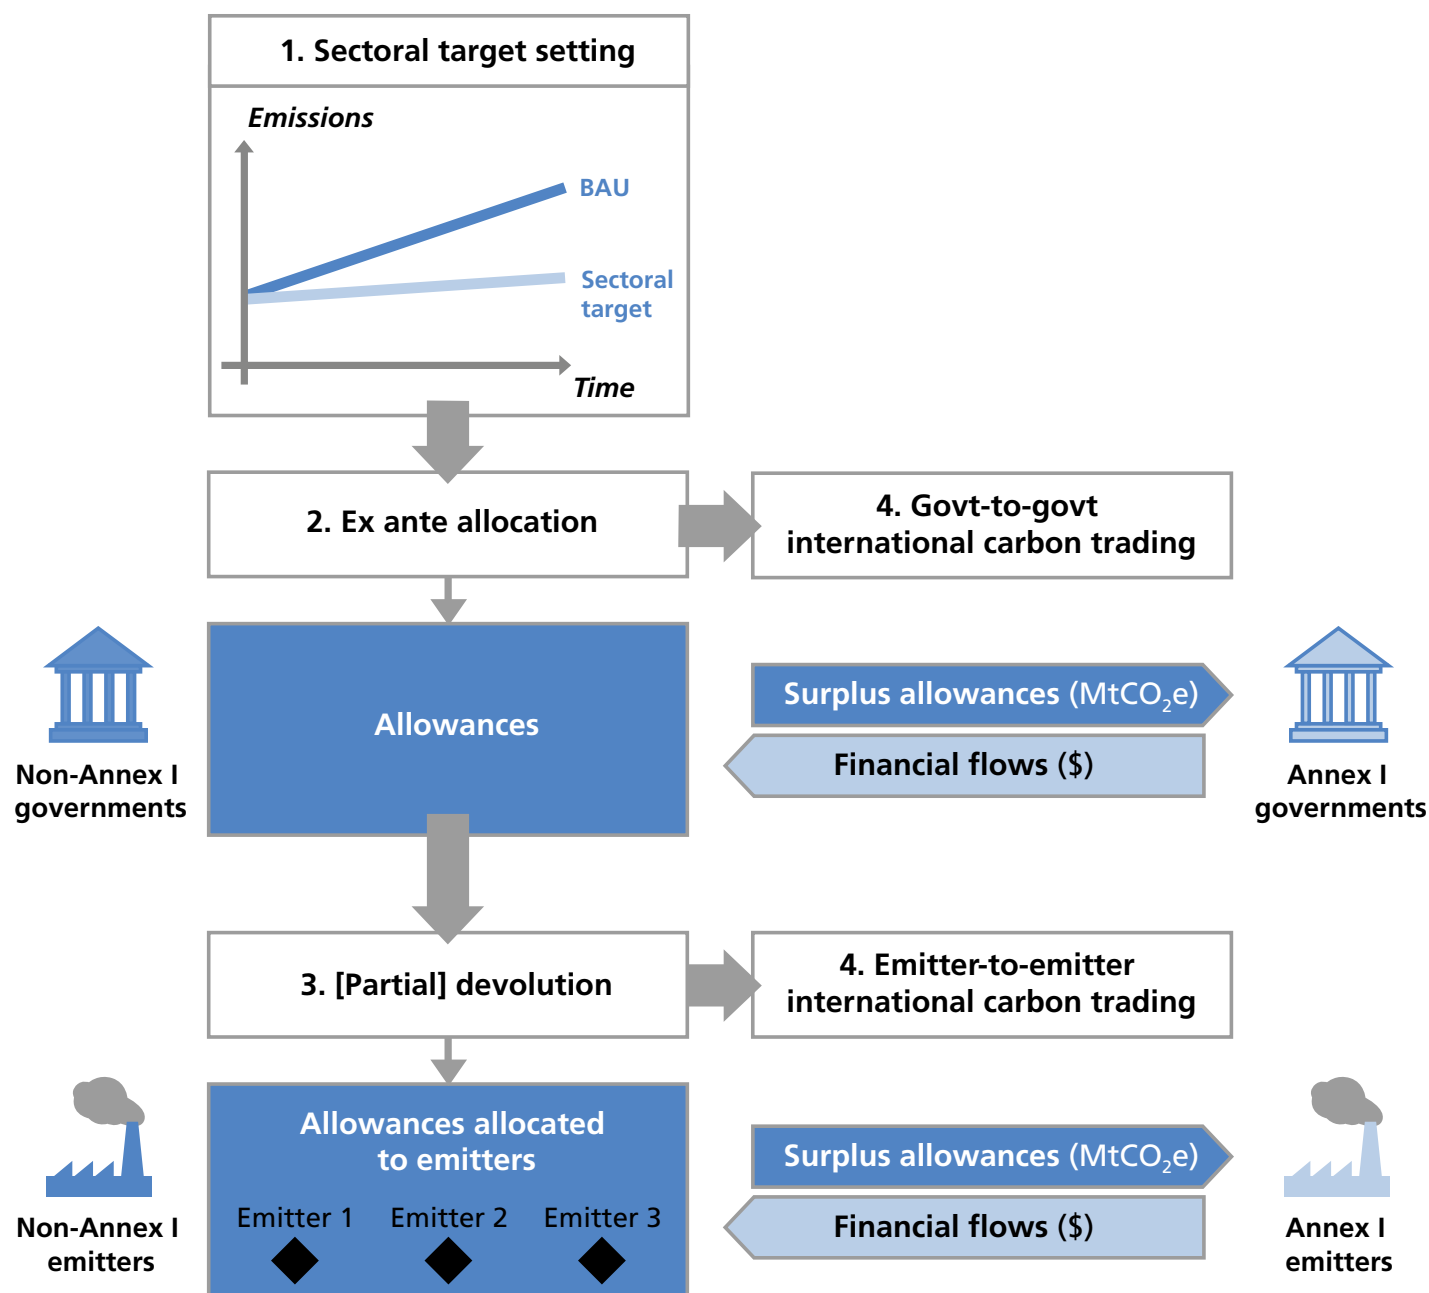 1. Sectoral target setting
Emissions
BAU
Sectoral
target
Time
2. Ex ante allocation
4. Govt-to-govt
international carbon trading
Non-Annex I
governments
Allowances
Surplus allowances (MtCO₂e)
Financial flows ($)
Annex I
governments
3. [Partial] devolution
4. Emitter-to-emitter
international carbon trading
Non-Annex I
emitters
Allowances allocated
to emitters
Emitter 1 Emitter 2 Emitter 3
Surplus allowances (MtCO₂e)
Financial flows ($)
Annex I
emitters